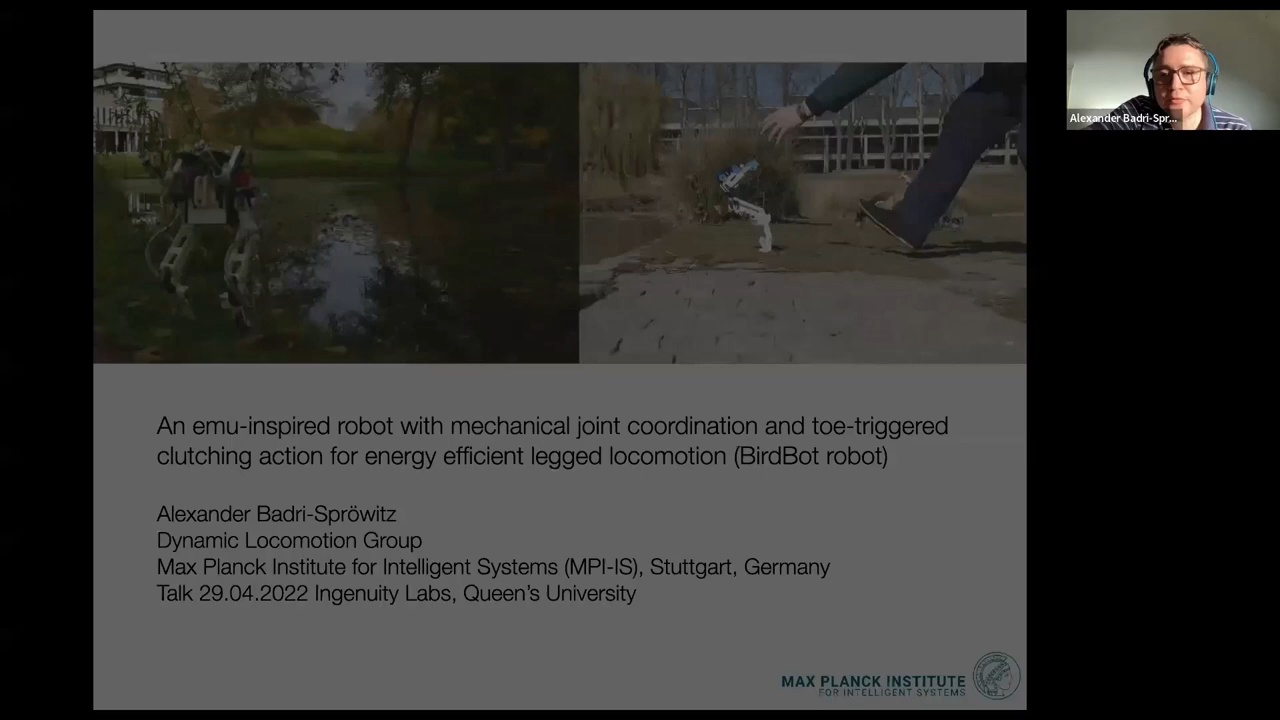 Alexander Badri-Spr...
An emu-inspired robot with mechanical joint coordination and toe-triggered
clutching action for energy efficient legged locomotion (BirdBot robot)
Alexander Badri-Spröwitz
Dynamic Locomotion Group
Max Planck Institute for Intelligent Systems (MPI-IS), Stuttgart, Germany
Talk 29.04.2022 Ingenuity Labs, Queen's University
MAX PLANCK INSTITUTE
FOR INTELLIGENT SYSTEMS